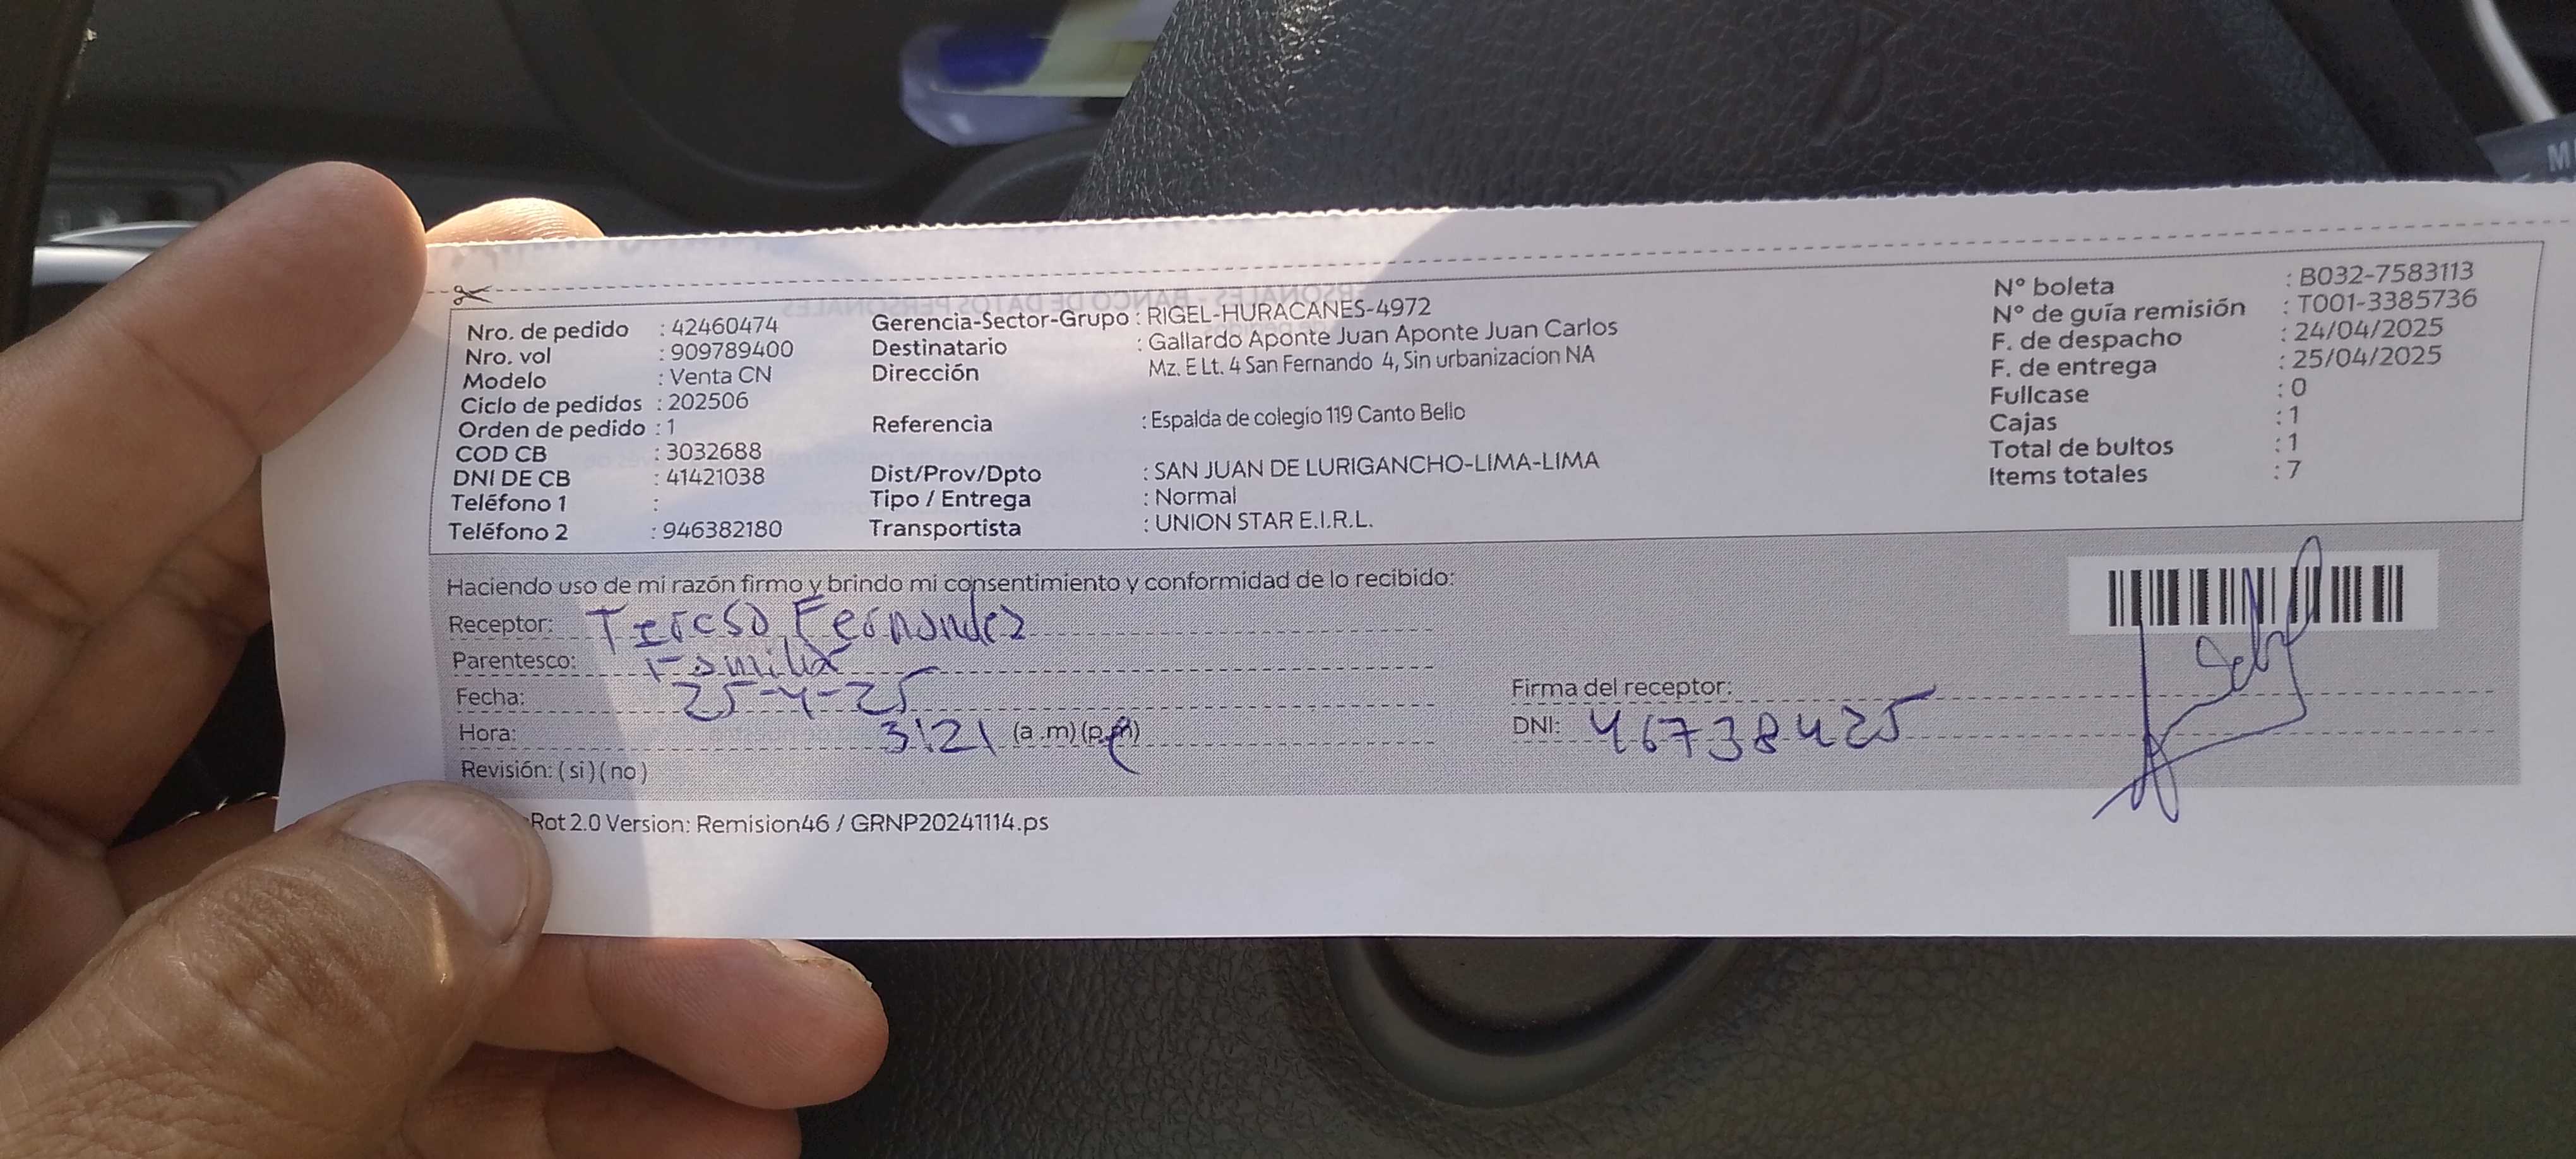 Nro. de pedido : 42460474
Nro. vol : 909789400
Modelo : Venta CN
Ciclo de pedidos : 202506
Orden de pedido : 1
COD CB : 3032688
DNI DE CB : 41421038
Teléfono 1 :
Teléfono 2 : 946382180
Gerencia-Sector-Grupo : RIGEL-HURACANES-4972
Destinatario : Gallardo Aponte Juan Aponte Juan Carlos
Dirección Mz. E Lt. 4 San Fernando 4, Sin urbanizacion NA
Referencia : Espalda de colegio 119 Canto Bello
Dist/Prov/Dpto : SAN JUAN DE LURIGANCHO-LIMA-LIMA
Tipo / Entrega : Normal
Transportista : UNION STAR E.I.R.L.
N° boleta : B032-7583113
N° de guía remisión : T001-3385736
F. de despacho : 24/04/2025
F. de entrega : 25/04/2025
Fullcase : 0
Cajas : 1
Total de bultos : 1
Items totales : 7
Haciendo uso de mi razón firmo y brindo mi consentimiento y conformidad de lo recibido:
Receptor: Fernandez
Parentesco: Familia
Fecha: 25-4-25
Hora: 3:21 (a .m) (p.m)
Revisión: ( si ) ( no )
Firma del receptor:
DNI: 46738425
Rot 2.0 Version: Remision46 / GRNP20241114.ps